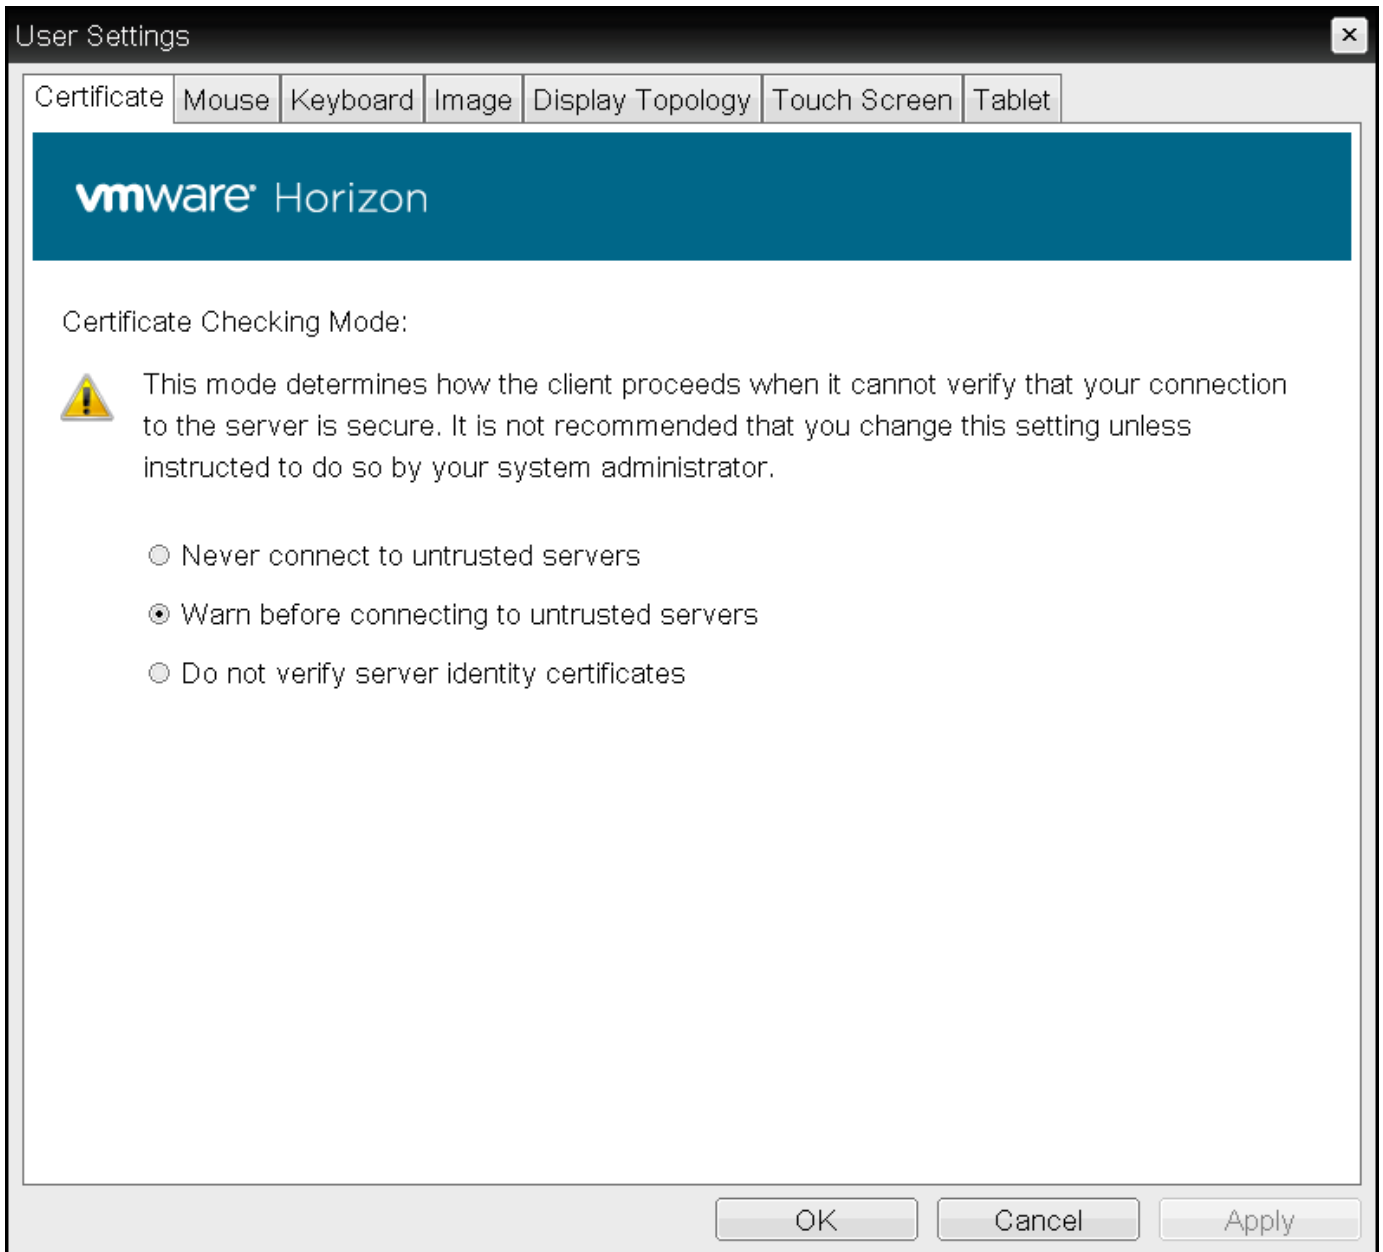 User Settings
Certificate Mouse Keyboard Image Display Topology Touch Screen Tablet
vmware Horizon
Certificate Checking Mode:
This mode determines how the client proceeds when it cannot verify that your connection
to the server is secure. It is not recommended that you change this setting unless
instructed to do so by your system administrator.
Never connect to untrusted servers
Warn before connecting to untrusted servers
Do not verify server identity certificates
OK Cancel Apply